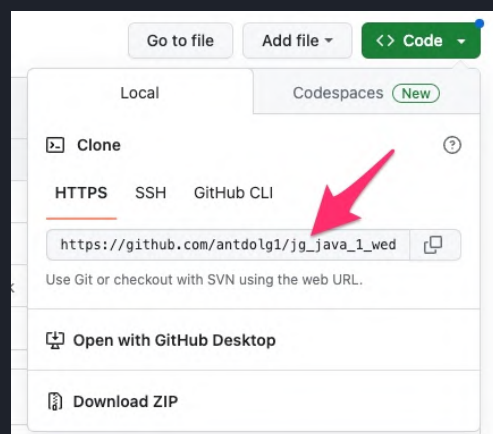 Go to file Add file <> Code
Local Codespaces New
Clone
HTTPS SSH GitHub CLI
https://github.com/antdolg1/jg_java_1_wed
Use Git or checkout with SVN using the web URL.
Open with GitHub Desktop
Download ZIP